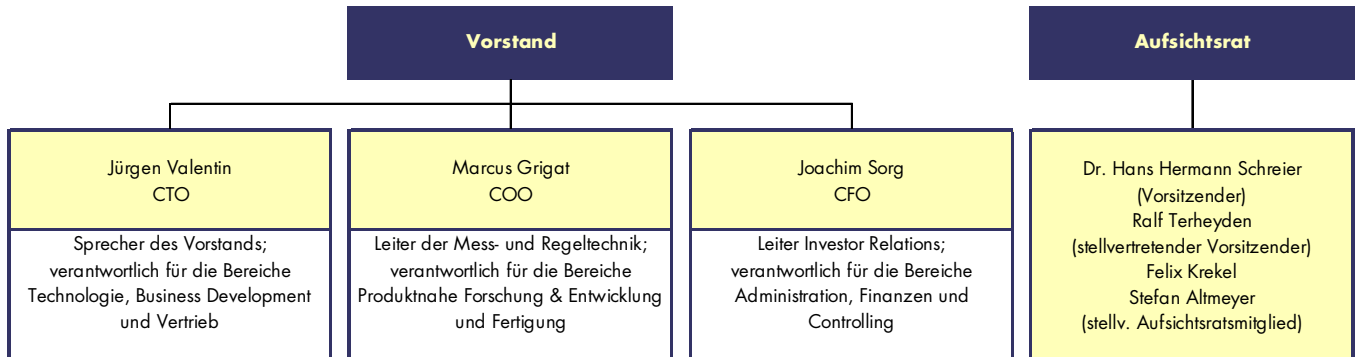 Vorstand
Aufsichtsrat
Jürgen Valentin
CTO
Sprecher des Vorstands;
verantwortlich für die Bereiche
Technologie, Business Development
und Vertrieb
Marcus Grigat
COO
Leiter der Mess- und Regeltechnik;
verantwortlich für die Bereiche
Produktnahe Forschung & Entwicklung
und Fertigung
Joachim Sorg
CFO
Leiter Investor Relations;
verantwortlich für die Bereiche
Administration, Finanzen und
Controlling
Dr. Hans Hermann Schreier
(Vorsitzender)
Ralf Terheyden
(stellvertretender Vorsitzender)
Felix Krekel
Stefan Altmeyer
(stellv. Aufsichtsratsmitglied)